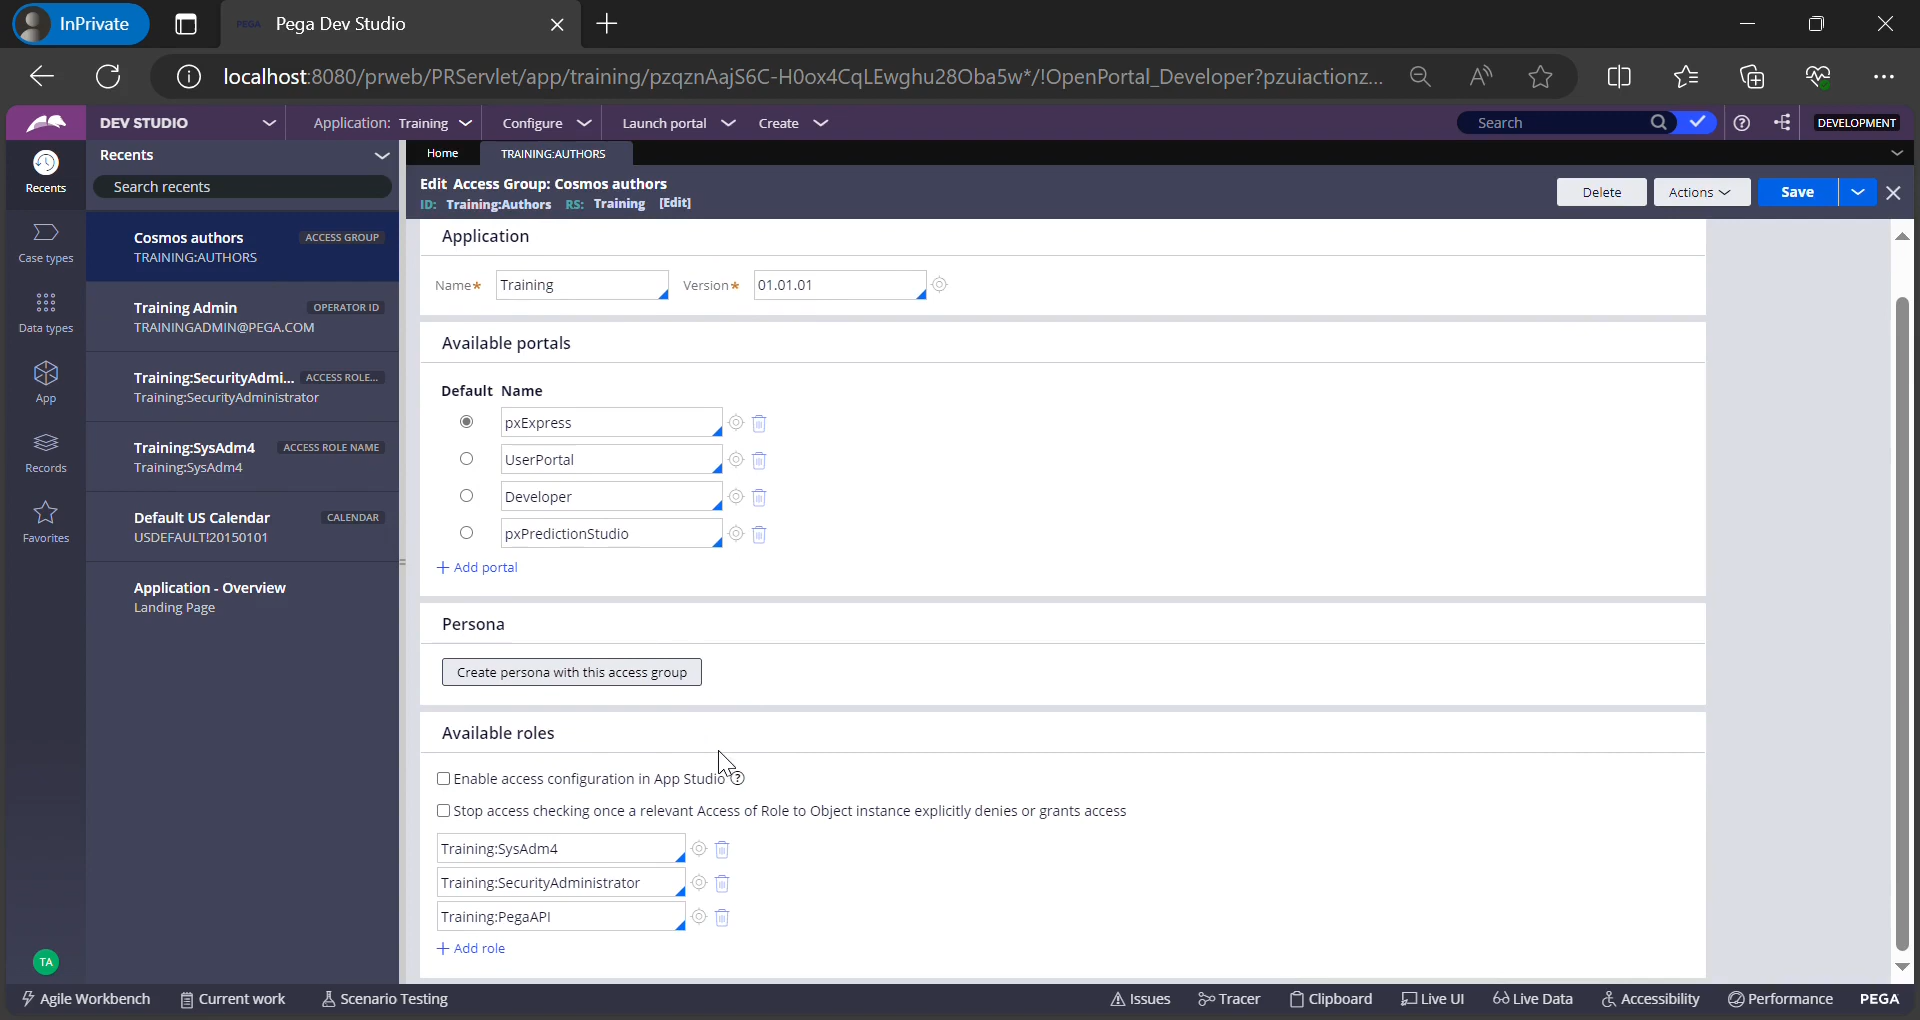 InPrivate
PEGA Pega Dev Studio
localhost:8080/prweb/PRServlet/app/training/pzqznAajS6C-H0ox4CqLEwghu28Oba5w*/!OpenPortal_Developer?pzuiactionz...
DEV STUDIO
Application: Training
Configure
Launch portal
Create
Search
DEVELOPMENT
Recents
Case types
Data types
App
Records
Favorites
TA
Recents
Search recents
Cosmos authors ACCESS GROUP
TRAINING:AUTHORS
Training Admin OPERATOR ID
TRAININGADMIN@PEGA.COM
Training:SecurityAdmi... ACCESS ROLE...
Training:SecurityAdministrator
Training:SysAdm4 ACCESS ROLE NAME
Training:SysAdm4
Default US Calendar CALENDAR
USDEFAULT!20150101
Application - Overview
Landing Page
Home
TRAINING:AUTHORS
Edit Access Group: Cosmos authors
ID: Training:Authors RS: Training [Edit]
Delete
Actions
Save
Application
Name* Training Version* 01.01.01
Available portals
Default Name
pxExpress
UserPortal
Developer
pxPredictionStudio
+ Add portal
Persona
Create persona with this access group
Available roles
Enable access configuration in App Studio ?
Stop access checking once a relevant Access of Role to Object instance explicitly denies or grants access
Training:SysAdm4
Training:SecurityAdministrator
Training:PegaAPI
+ Add role
Agile Workbench
Current work
Scenario Testing
Issues
Tracer
Clipboard
Live UI
Live Data
Accessibility
Performance
PEGA